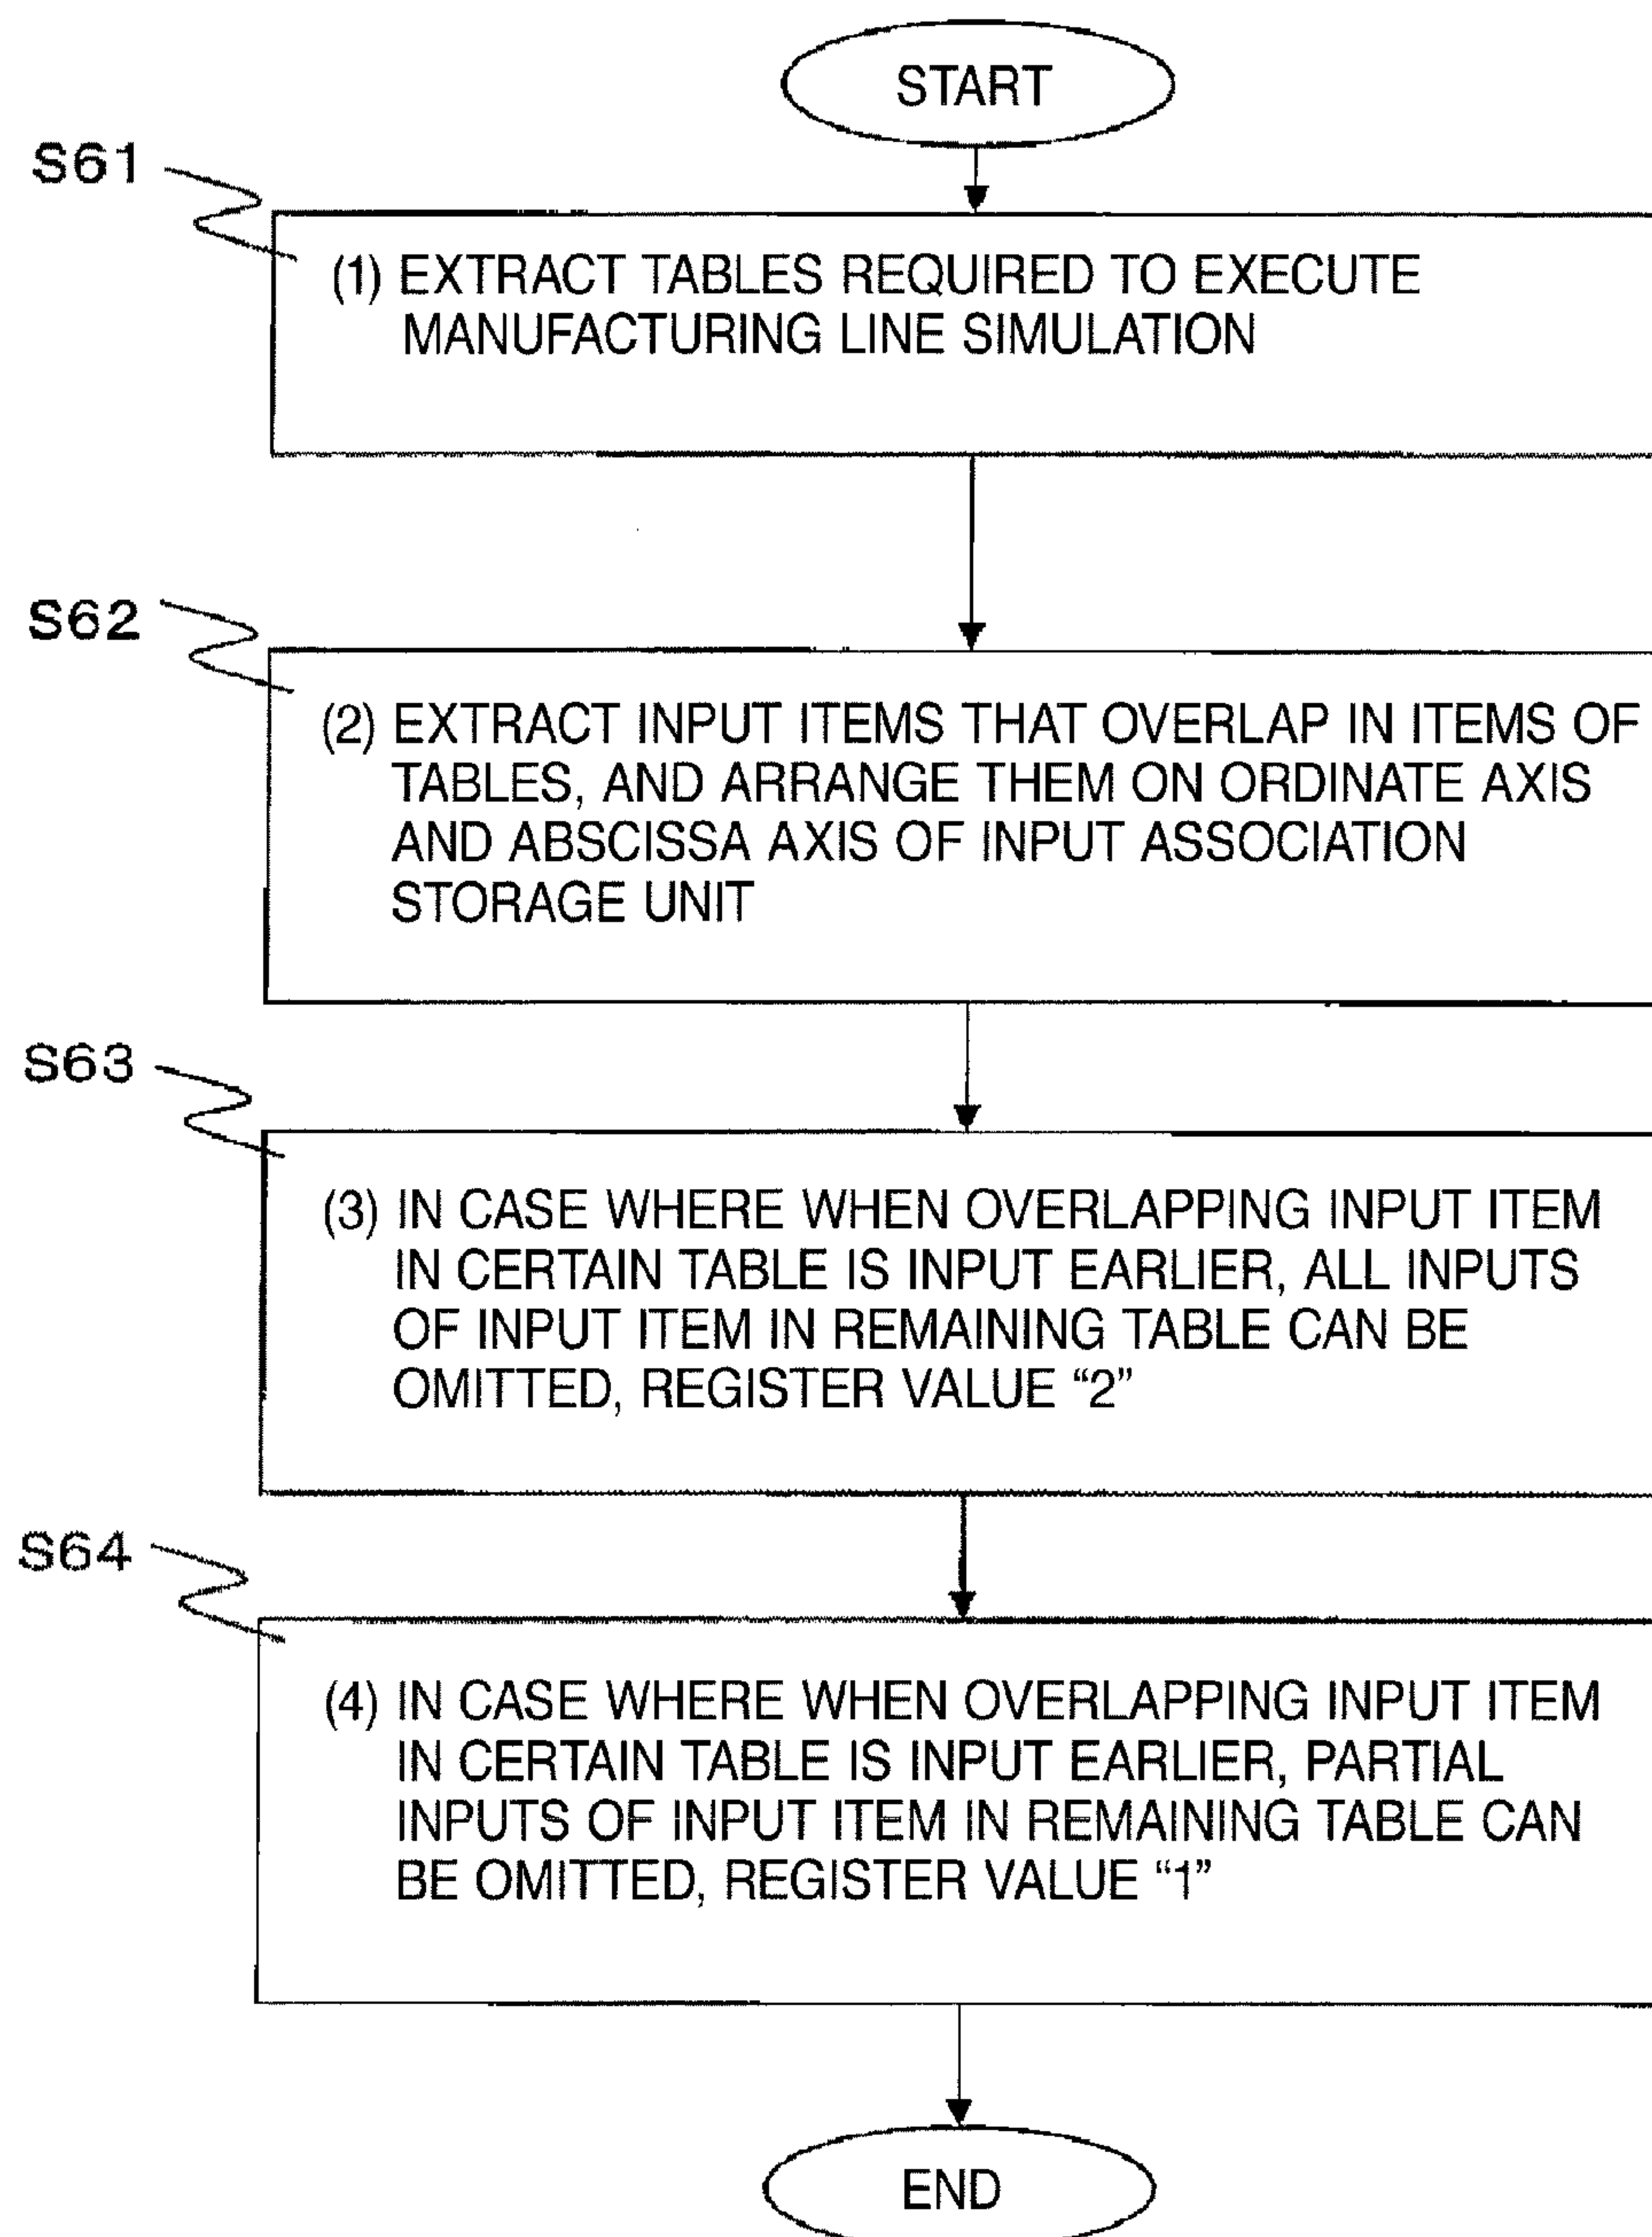 START
S61
(1) EXTRACT TABLES REQUIRED TO EXECUTE
MANUFACTURING LINE SIMULATION
S62
(2) EXTRACT INPUT ITEMS THAT OVERLAP IN ITEMS OF
TABLES, AND ARRANGE THEM ON ORDINATE AXIS
AND ABSCISSA AXIS OF INPUT ASSOCIATION
STORAGE UNIT
S63
(3) IN CASE WHERE WHEN OVERLAPPING INPUT ITEM
IN CERTAIN TABLE IS INPUT EARLIER, ALL INPUTS
OF INPUT ITEM IN REMAINING TABLE CAN BE
OMITTED, REGISTER VALUE “2”
S64
(4) IN CASE WHERE WHEN OVERLAPPING INPUT ITEM
IN CERTAIN TABLE IS INPUT EARLIER, PARTIAL
INPUTS OF INPUT ITEM IN REMAINING TABLE CAN
BE OMITTED, REGISTER VALUE “1”
END